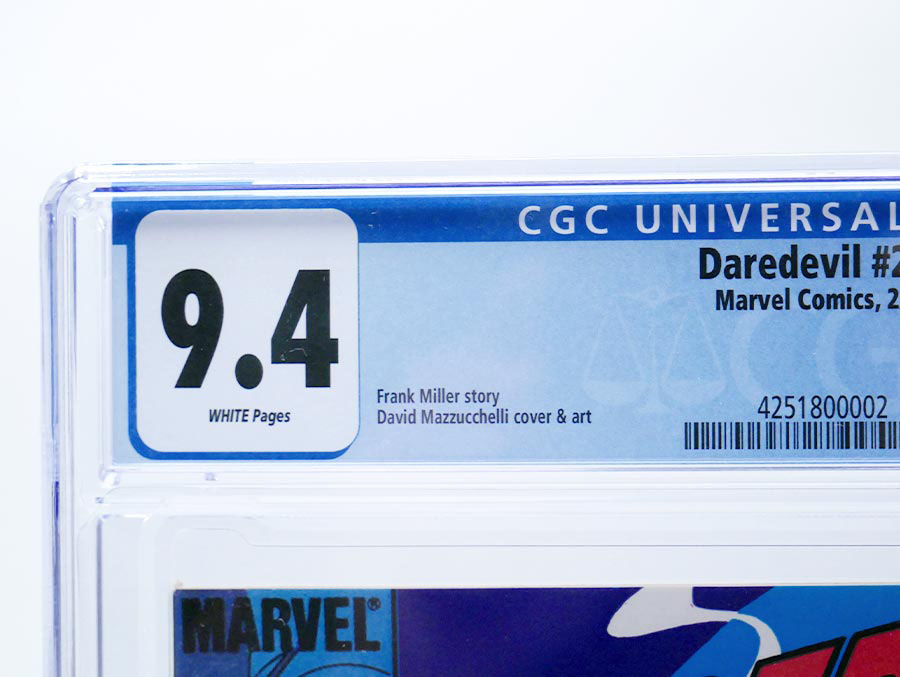 CGC UNIVERSAL
9.4
WHITE Pages
Daredevil #2
Marvel Comics, 2
Frank Miller story
David Mazzucchelli cover & art
4251800002
CG
MARVEL®